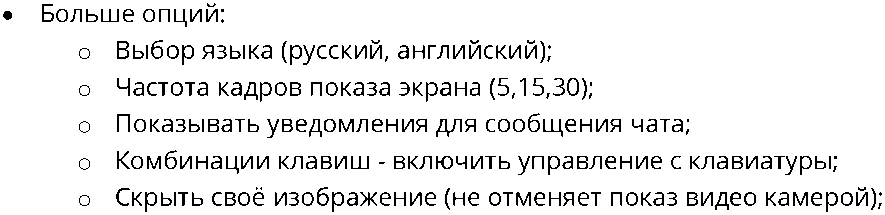 • Больше опций:
o Выбор языка (русский, английский);
o Частота кадров показа экрана (5,15,30);
o Показывать уведомления для сообщения чата;
o Комбинации клавиш - включить управление с клавиатуры;
o Скрыть своё изображение (не отменяет показ видео камерой);